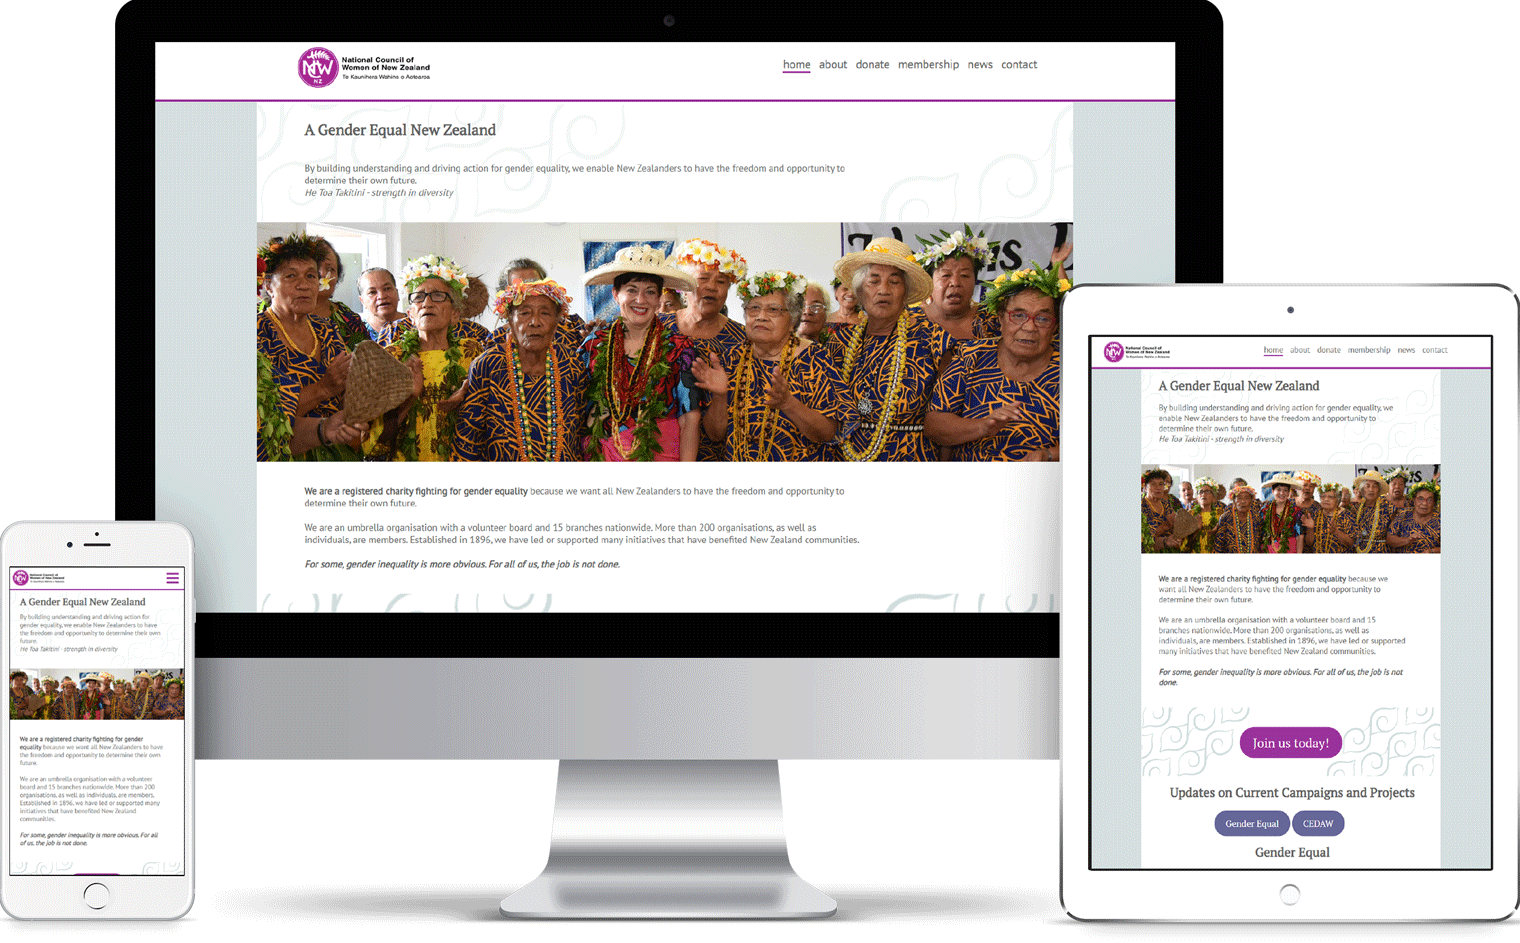 NCW
NZ
National Council of
Women of New Zealand
Te Kaunihera Wahine o Aotearoa
home about donate membership news contact
A Gender Equal New Zealand
By building understanding and driving action for gender equality, we enable New Zealanders to have the freedom and opportunity to
determine their own future.
He Toa Takitini - strength in diversity
We are a registered charity fighting for gender equality because we want all New Zealanders to have the freedom and opportunity to
determine their own future.
We are an umbrella organisation with a volunteer board and 15 branches nationwide. More than 200 organisations, as well as
individuals, are members. Established in 1896, we have led or supported many initiatives that have benefited New Zealand communities.
For some, gender inequality is more obvious. For all of us, the job is not done.
NCW
National Council of
Women of New Zealand
Te Kaunihera Wahine o Aotearoa
A Gender Equal New Zealand
By building understanding and driving action for
gender equality, we enable New Zealanders to have
the freedom and opportunity to determine their own
future.
He Toa Takitini - strength in diversity
We are a registered charity fighting for gender
equality because we want all New Zealanders to have
the freedom and opportunity to determine their own
future.
We are an umbrella organisation with a volunteer
board and 15 branches nationwide. More than 200
organisations, as well as individuals, are members.
Established in 1896, we have led or supported many
initiatives that have benefited New Zealand
communities.
For some, gender inequality is more obvious. For all
of us, the job is not done.
NCW
National Council of
Women of New Zealand
Te Kaunihera Wahine o Aotearoa
home about donate membership news contact
A Gender Equal New Zealand
By building understanding and driving action for gender equality, we
enable New Zealanders to have the freedom and opportunity to
determine their own future.
He Toa Takitini - strength in diversity
We are a registered charity fighting for gender equality because we
want all New Zealanders to have the freedom and opportunity to
determine their own future.
We are an umbrella organisation with a volunteer board and 15
branches nationwide. More than 200 organisations, as well as
individuals, are members. Established in 1896, we have led or supported
many initiatives that have benefited New Zealand communities.
For some, gender inequality is more obvious. For all of us, the job is not
done.
Join us today!
Updates on Current Campaigns and Projects
Gender Equal CEDAW
Gender Equal